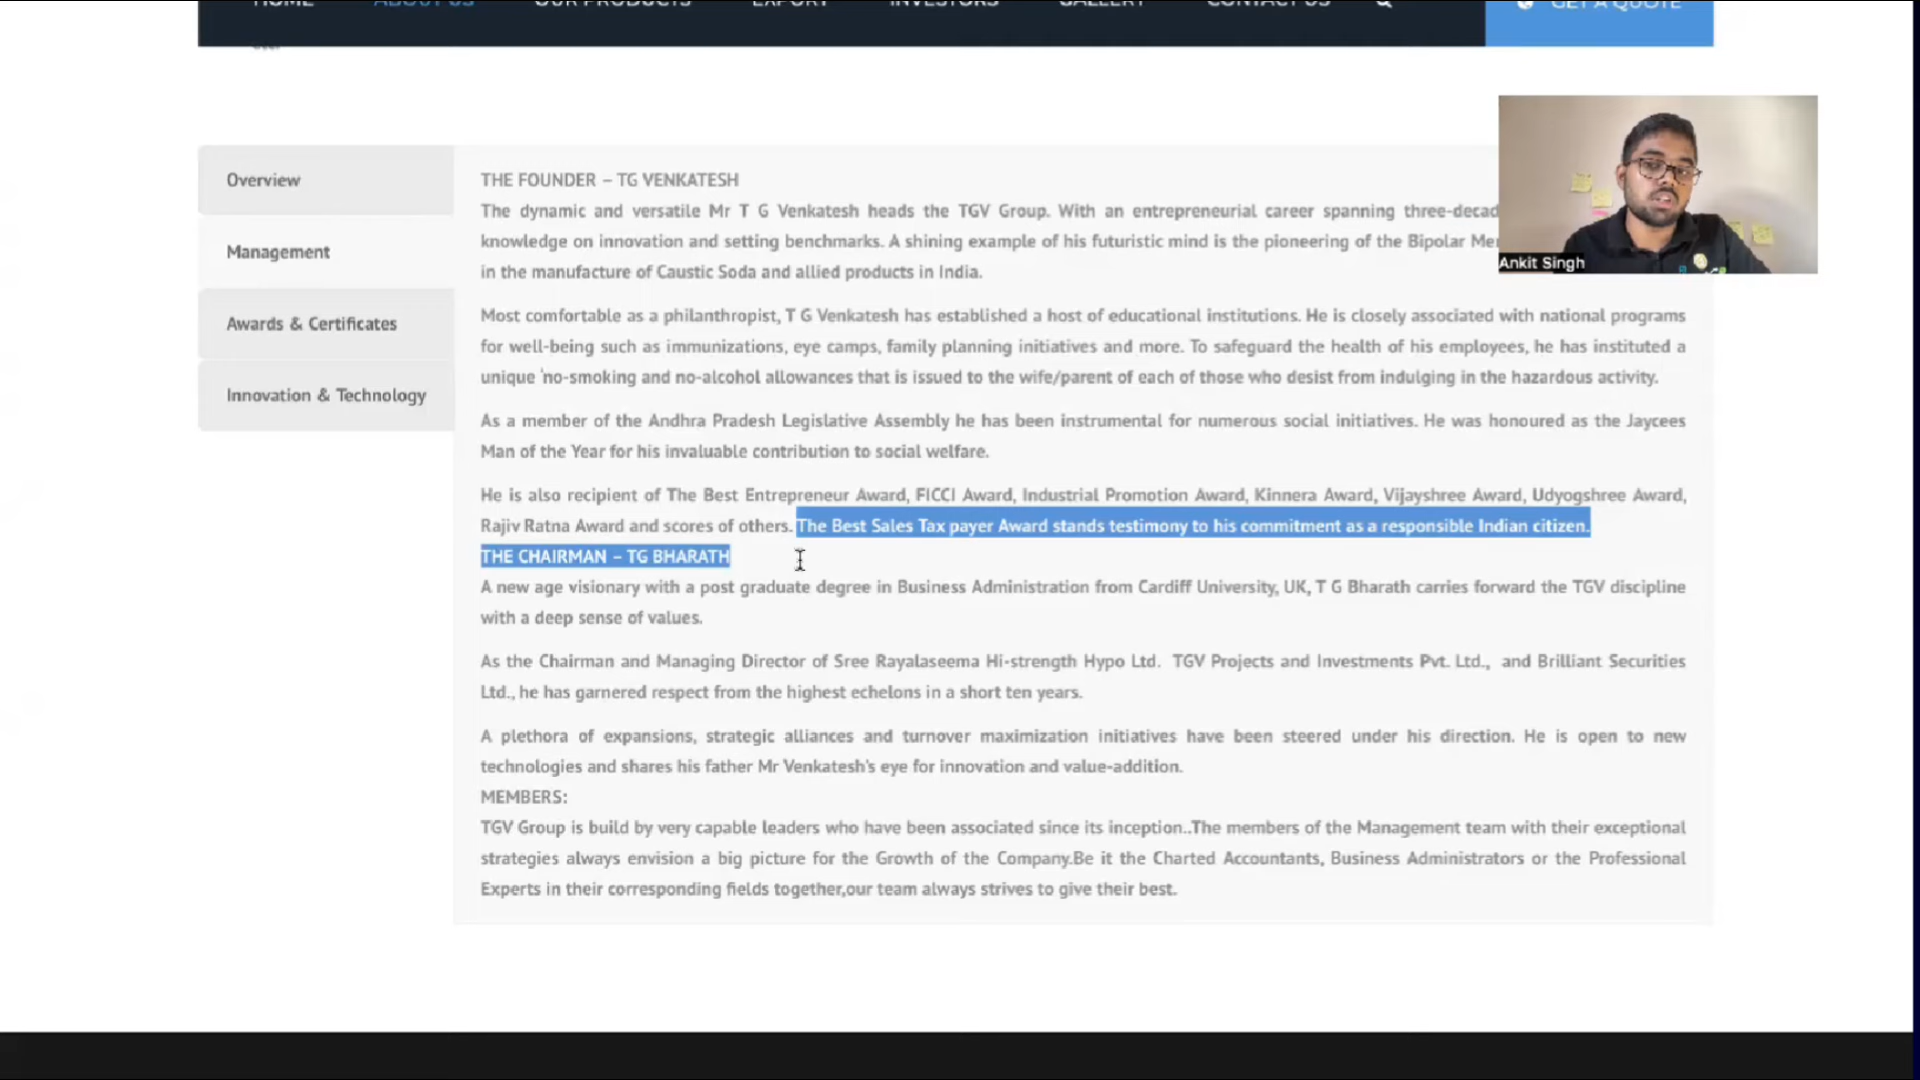 HOME ABOUT US OUR PRODUCTS EXPORT INVESTORS GALLERY CONTACT US GET A QUOTE
Ankit Singh
Overview
Management
Awards & Certificates
Innovation & Technology
THE FOUNDER – TG VENKATESH
The dynamic and versatile Mr T G Venkatesh heads the TGV Group. With an entrepreneurial career spanning three-decad
knowledge on innovation and setting benchmarks. A shining example of his futuristic mind is the pioneering of the Bipolar Me
in the manufacture of Caustic Soda and allied products in India.
Most comfortable as a philanthropist, T G Venkatesh has established a host of educational institutions. He is closely associated with national programs
for well-being such as immunizations, eye camps, family planning initiatives and more. To safeguard the health of his employees, he has instituted a
unique 'no-smoking and no-alcohol allowances that is issued to the wife/parent of each of those who desist from indulging in the hazardous activity.
As a member of the Andhra Pradesh Legislative Assembly he has been instrumental for numerous social initiatives. He was honoured as the Jaycees
Man of the Year for his invaluable contribution to social welfare.
He is also recipient of The Best Entrepreneur Award, FICCI Award, Industrial Promotion Award, Kinnera Award, Vijayshree Award, Udyogshree Award,
Rajiv Ratna Award and scores of others. The Best Sales Tax payer Award stands testimony to his commitment as a responsible Indian citizen.
THE CHAIRMAN – TG BHARATH
A new age visionary with a post graduate degree in Business Administration from Cardiff University, UK, T G Bharath carries forward the TGV discipline
with a deep sense of values.
As the Chairman and Managing Director of Sree Rayalaseema Hi-strength Hypo Ltd. TGV Projects and Investments Pvt. Ltd., and Brilliant Securities
Ltd., he has garnered respect from the highest echelons in a short ten years.
A plethora of expansions, strategic alliances and turnover maximization initiatives have been steered under his direction. He is open to new
technologies and shares his father Mr Venkatesh's eye for innovation and value-addition.
MEMBERS:
TGV Group is build by very capable leaders who have been associated since its inception..The members of the Management team with their exceptional
strategies always envision a big picture for the Growth of the Company.Be it the Charted Accountants, Business Administrators or the Professional
Experts in their corresponding fields together,our team always strives to give their best.